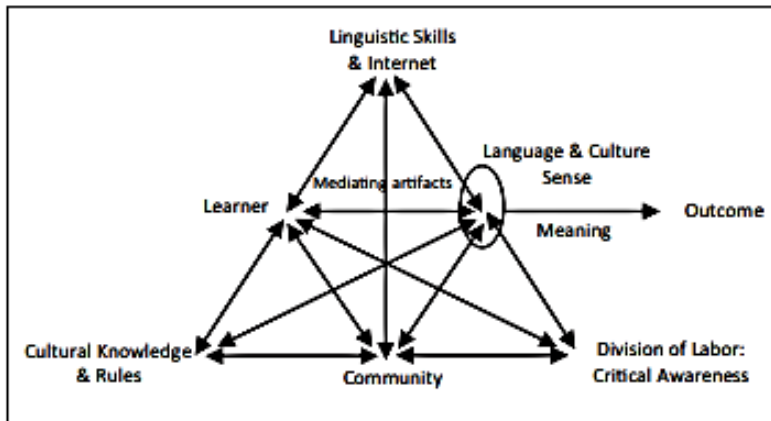 Linguistic Skills
& Internet
Language & Culture
Sense
Mediating artifacts
Learner
Outcome
Meaning
Cultural Knowledge
& Rules
Community
Division of Labor:
Critical Awareness